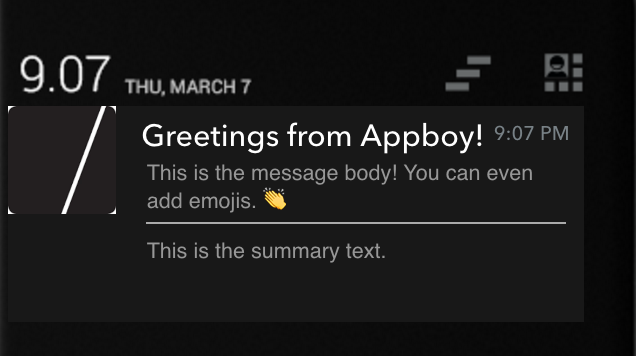 9.07 THU, MARCH 7
Greetings from Appboy! 9:07 PM
This is the message body! You can even
add emojis. 👏
This is the summary text.